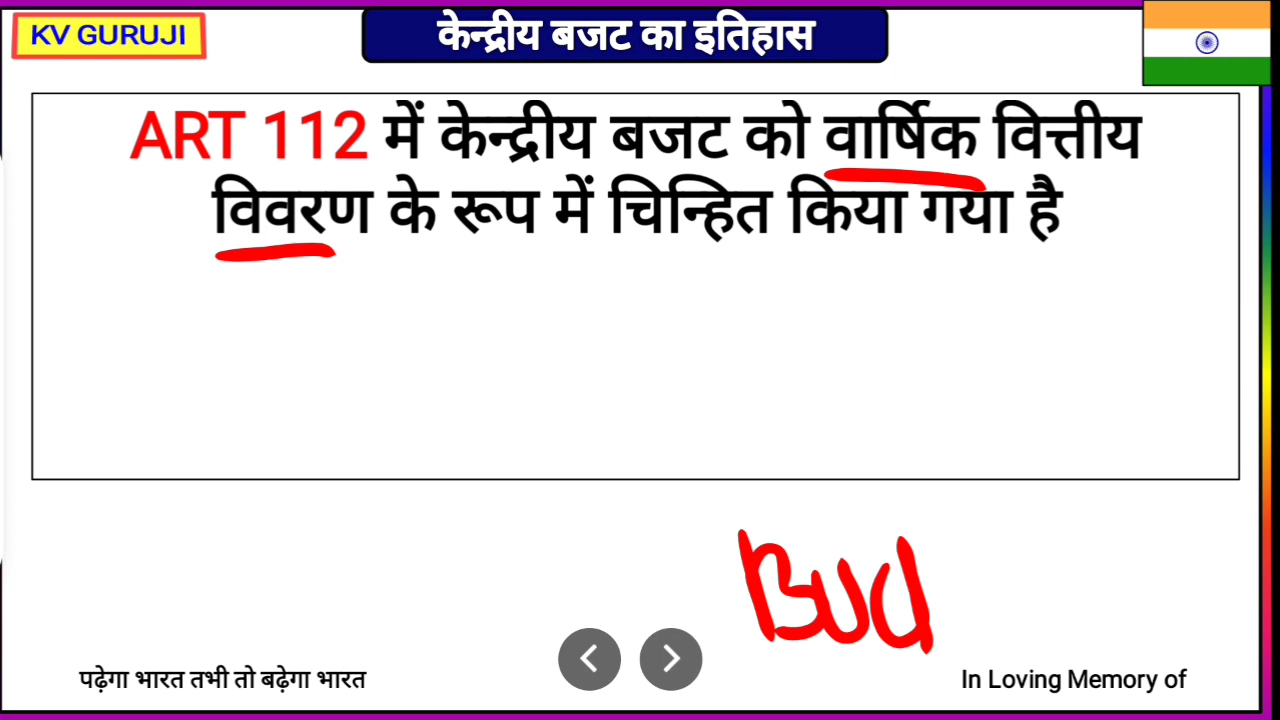 KV GURUJI
केन्द्रीय बजट का इतिहास
ART 112 में केन्द्रीय बजट को वार्षिक वित्तीय
विवरण के रूप में चिन्हित किया गया है
Bud
पढ़ेगा भारत तभी तो बढ़ेगा भारत
In Loving Memory of